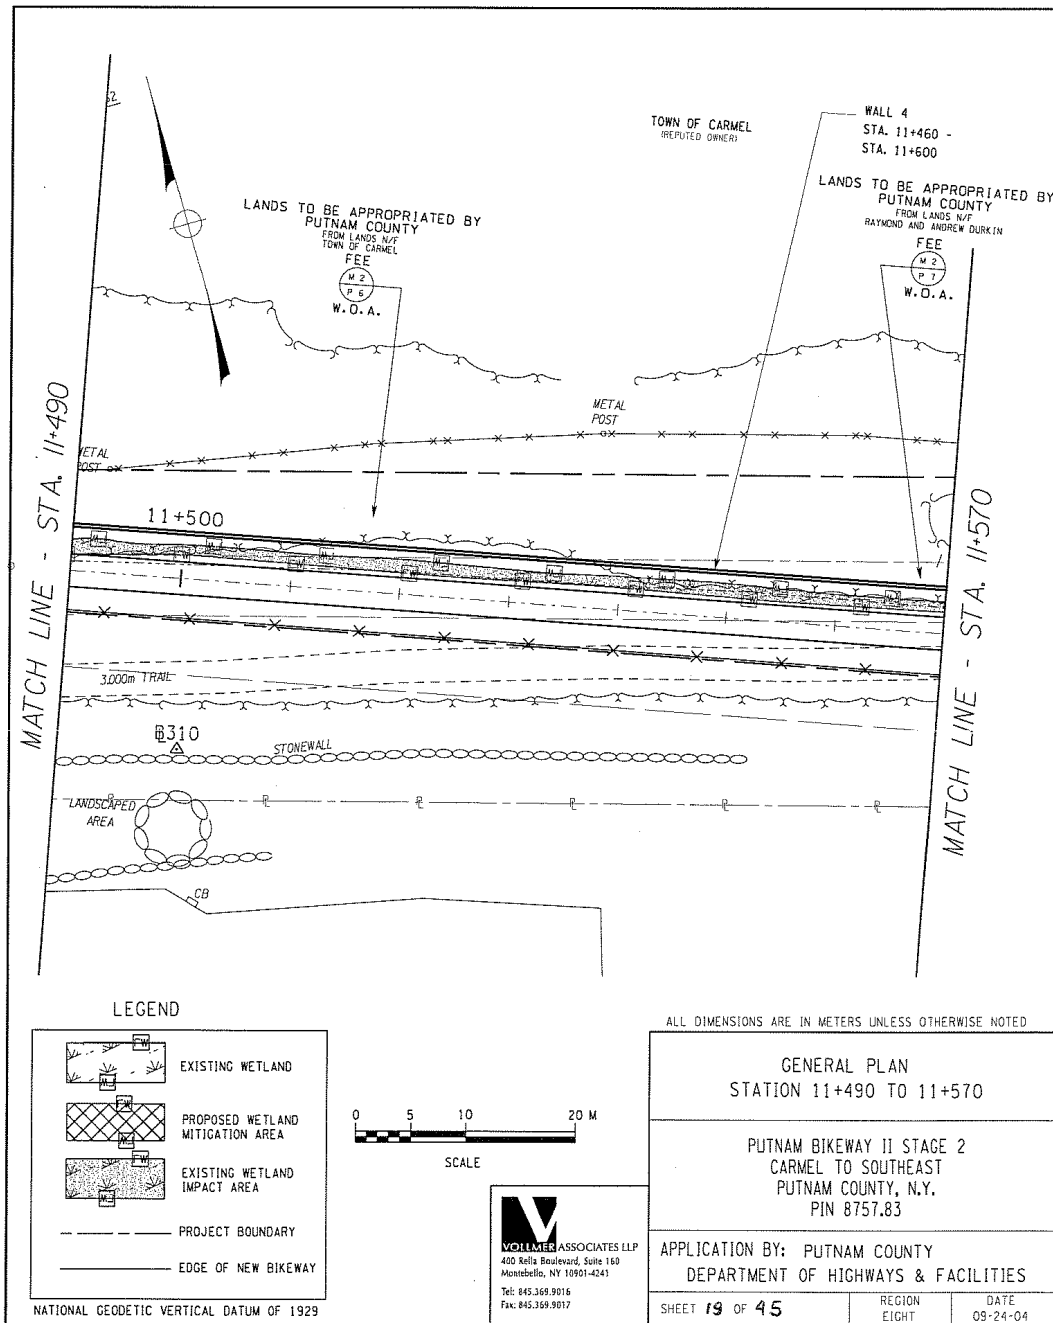 TOWN OF CARMEL
(REPUTED OWNER)
WALL 4
STA. 11+460 -
STA. 11+600
LANDS TO BE APPROPRIATED BY
PUTNAM COUNTY
FROM LANDS N/F
TOWN OF CARMEL
FEE
M 2
P 6
W.O.A.
LANDS TO BE APPROPRIATED BY
PUTNAM COUNTY
FROM LANDS N/F
RAYMOND AND ANDREW DURKIN
FEE
M 2
P 7
W.O.A.
MATCH LINE - STA. 11+490
METAL
POST
METAL
POST
11+500
MATCH LINE - STA. 11+570
3.000m TRAIL
B310
STONEWALL
LANDSCAPED
AREA
CB
LEGEND
EXISTING WETLAND
PROPOSED WETLAND
MITIGATION AREA
EXISTING WETLAND
IMPACT AREA
PROJECT BOUNDARY
EDGE OF NEW BIKEWAY
NATIONAL GEODETIC VERTICAL DATUM OF 1929
0 5 10 20 M
SCALE
VOLLMER ASSOCIATES LLP
400 Rella Boulevard, Suite 160
Montebello, NY 10901-4241
Tel: 845.369.9016
Fax: 845.369.9017
ALL DIMENSIONS ARE IN METERS UNLESS OTHERWISE NOTED
GENERAL PLAN
STATION 11+490 TO 11+570
PUTNAM BIKEWAY II STAGE 2
CARMEL TO SOUTHEAST
PUTNAM COUNTY, N.Y.
PIN 8757.83
APPLICATION BY: PUTNAM COUNTY
DEPARTMENT OF HIGHWAYS & FACILITIES
SHEET 19 OF 45
REGION
EIGHT
DATE
09-24-04